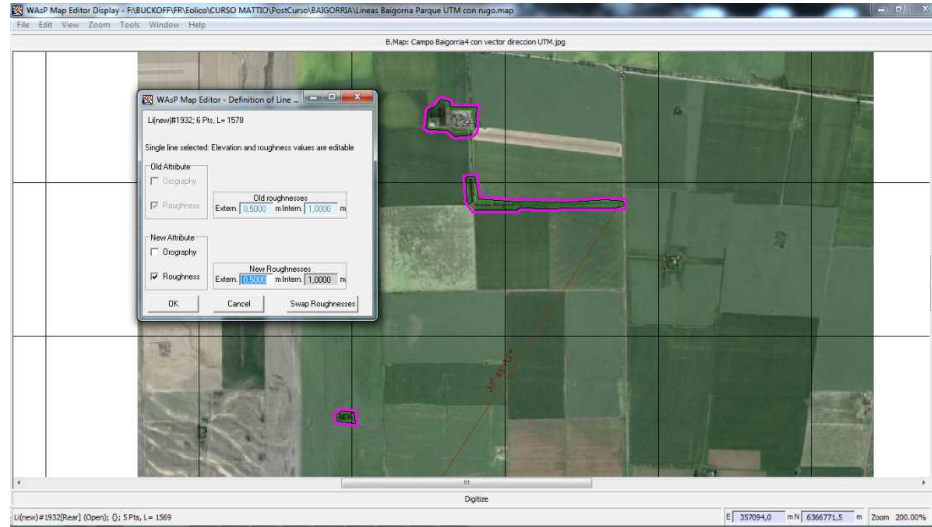 WAsP Map Editor Display - F:\BUCKOFF\FR\Eolico\CURSO MATTIO\PostCurso\BAIGORRIA\Lineas Baigorria Parque UTM con rugo.map
File Edit View Zoom Tools Window Help
B.Map: Campo Baigorria4 con vector direccion UTM.jpg
WAsP Map Editor - Definition of Line ...
Li(new)#1932; 6 Pts, L= 1578
Single line selected: Elevation and roughness values are editable
Old Attribute
Orography
Roughness
Old roughnesses
Extern. 0,5000 m Intern. 1,0000 m
New Attribute
Orography
Roughness
New Roughnesses
Extern. 0,5000 m Intern. 1,0000 m
OK Cancel Swap Roughnesses
Digitize
Li(new)#1932[Rear] (Open); {}; 5 Pts, L= 1569
E 357094,0 m N 6366771,5 m Zoom 200.00%